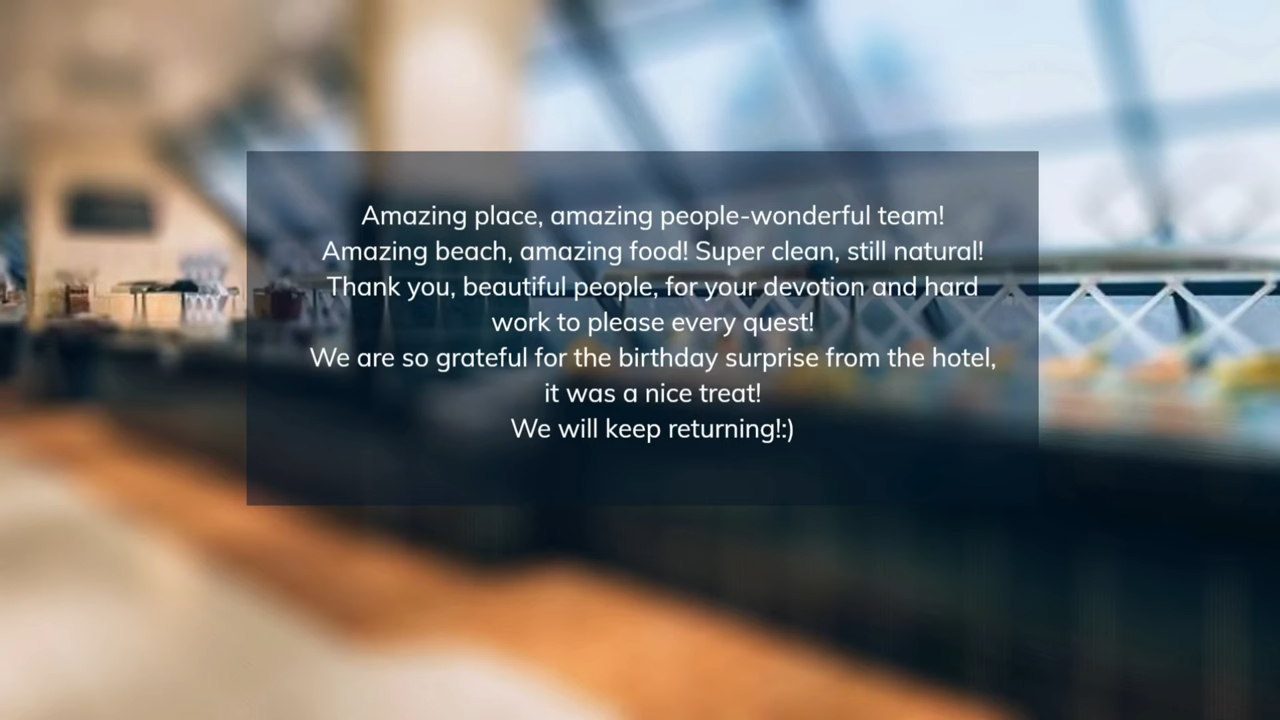 Amazing place, amazing people-wonderful team!
Amazing beach, amazing food! Super clean, still natural!
Thank you, beautiful people, for your devotion and hard
work to please every quest!
We are so grateful for the birthday surprise from the hotel,
it was a nice treat!
We will keep returning!:)